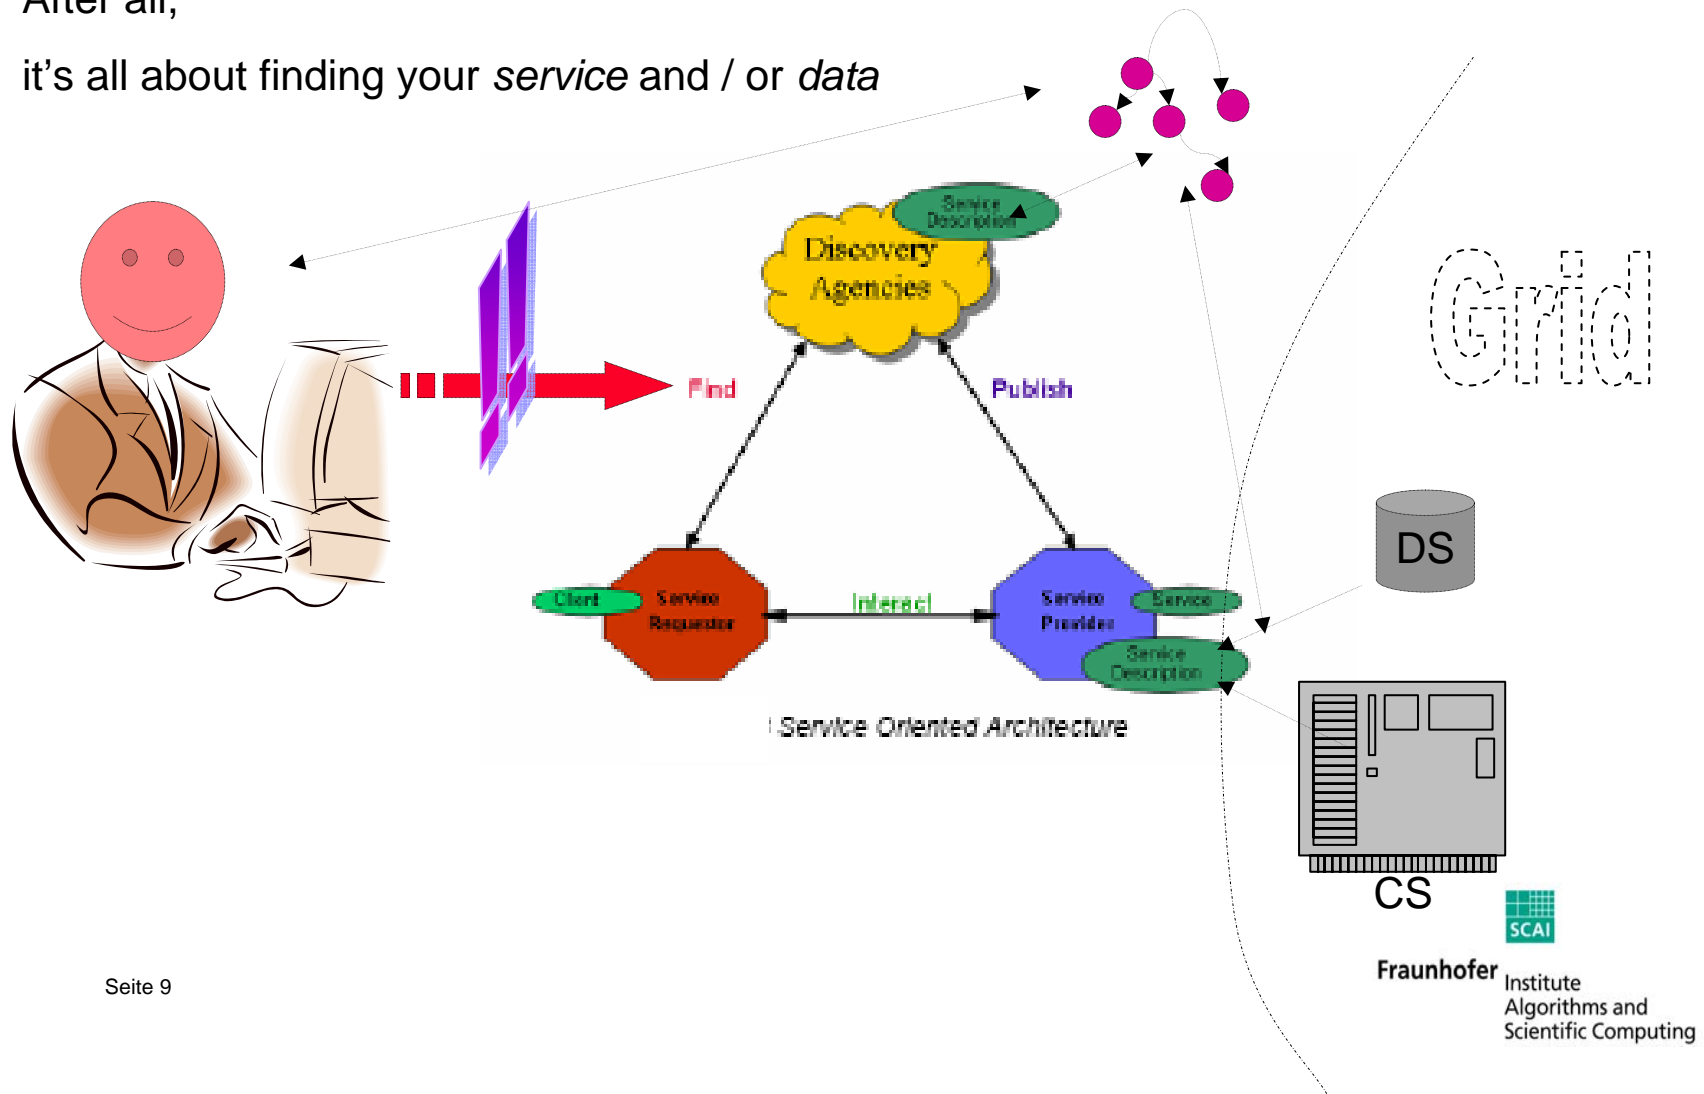 After all,
it's all about finding your service and / or data
Service
Description
Discovery
Agencies
Grid
Find
Publish
DS
Client
Service
Requestor
Interact
Service
Provider
Service
Service
Description
Service Oriented Architecture
CS
SCAI
Fraunhofer
Institute
Algorithms and
Scientific Computing
Seite 9